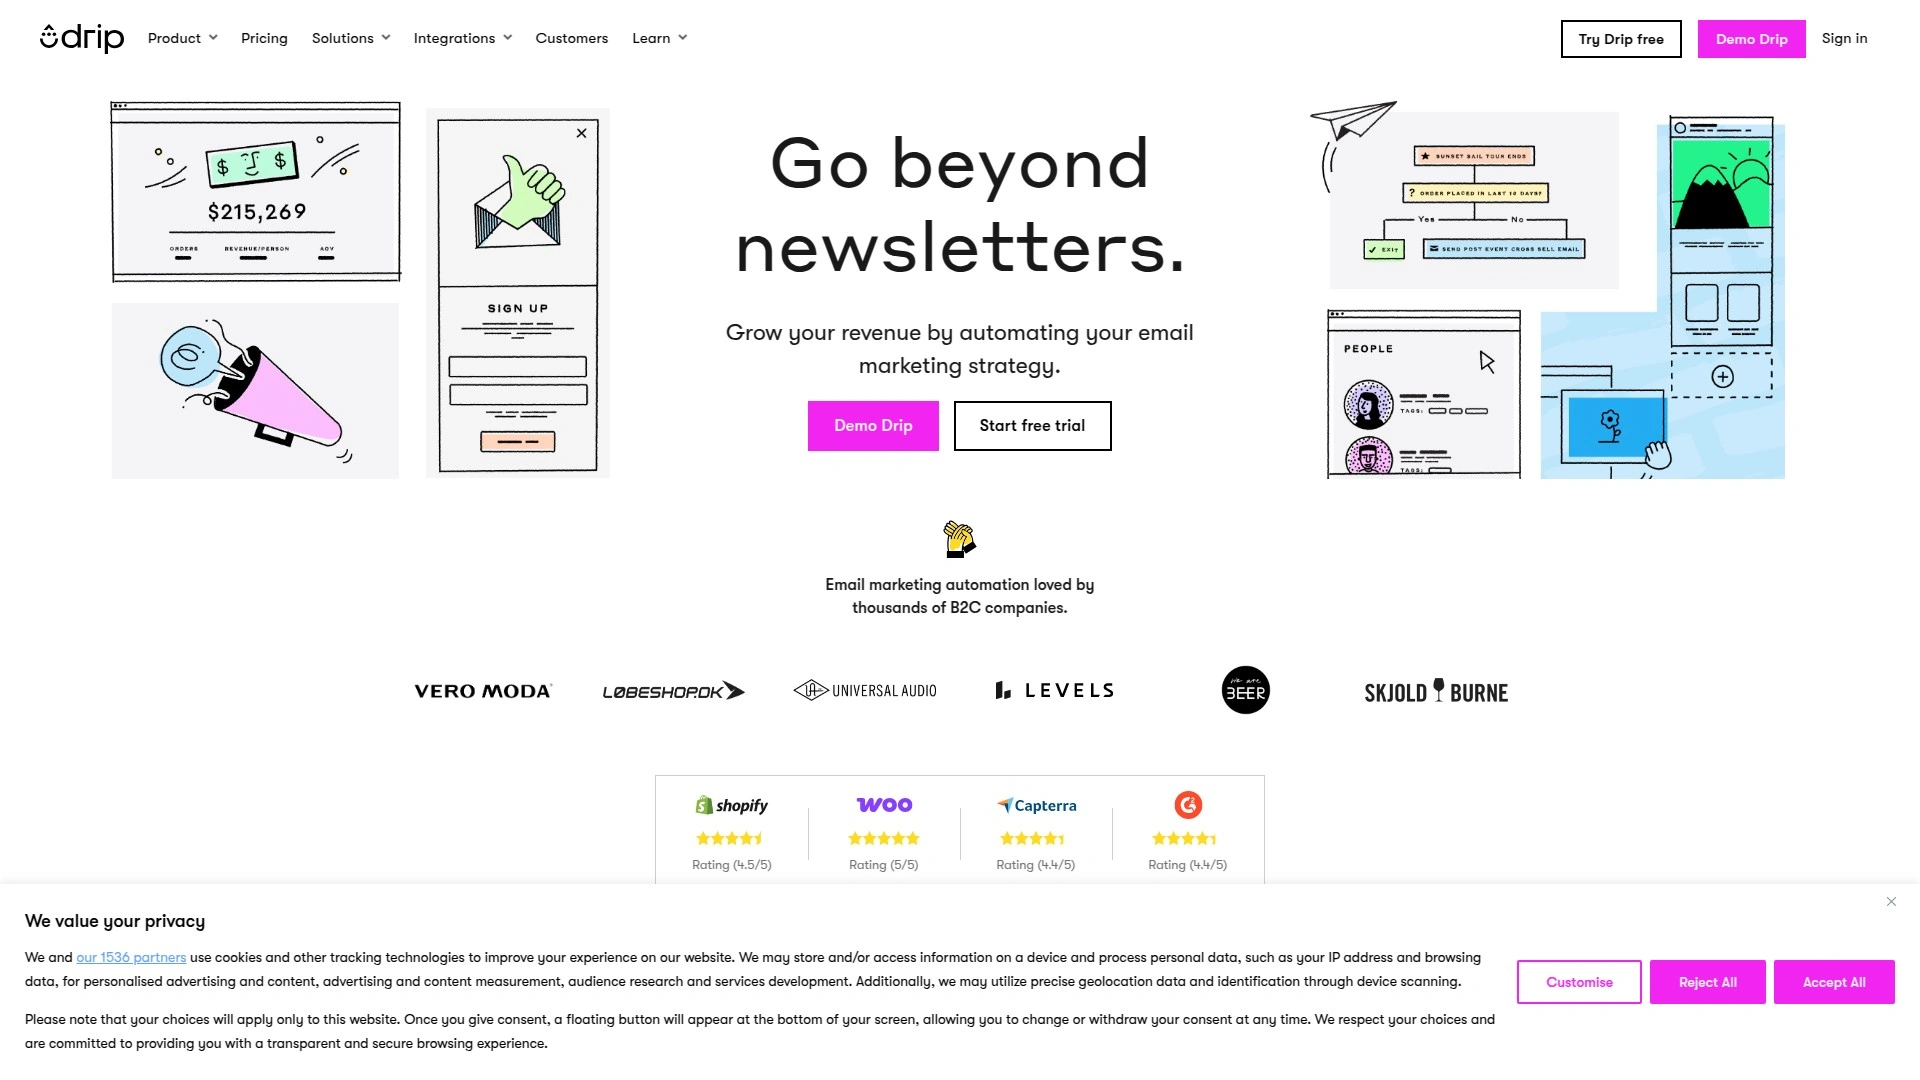 drip
Product
Pricing
Solutions
Integrations
Customers
Learn
Try Drip free
Demo Drip
Sign in
$ $
$215,269
ORDERS REVENUE/PERSON AOV
SIGN UP
Go beyond
newsletters.
Grow your revenue by automating your email
marketing strategy.
Demo Drip
Start free trial
SUNSET SAIL TOUR ENDS
? ORDER PLACED IN LAST 10 DAYS?
Yes No
EXIT
SEND POST EVENT CROSS SELL EMAIL
PEOPLE
TAGS:
TAGS:
Email marketing automation loved by
thousands of B2C companies.
VERO MODA
LØBESHOP.DK
UNIVERSAL AUDIO
LEVELS
we are
BEER
SKJOLD BURNE
shopify
Rating (4.5/5)
WOO
Rating (5/5)
Capterra
Rating (4.4/5)
G2
Rating (4.4/5)
We value your privacy
We and our 1536 partners use cookies and other tracking technologies to improve your experience on our website. We may store and/or access information on a device and process personal data, such as your IP address and browsing
data, for personalised advertising and content, advertising and content measurement, audience research and services development. Additionally, we may utilize precise geolocation data and identification through device scanning.
Please note that your choices will apply only to this website. Once you give consent, a floating button will appear at the bottom of your screen, allowing you to change or withdraw your consent at any time. We respect your choices and
are committed to providing you with a transparent and secure browsing experience.
Customise
Reject All
Accept All